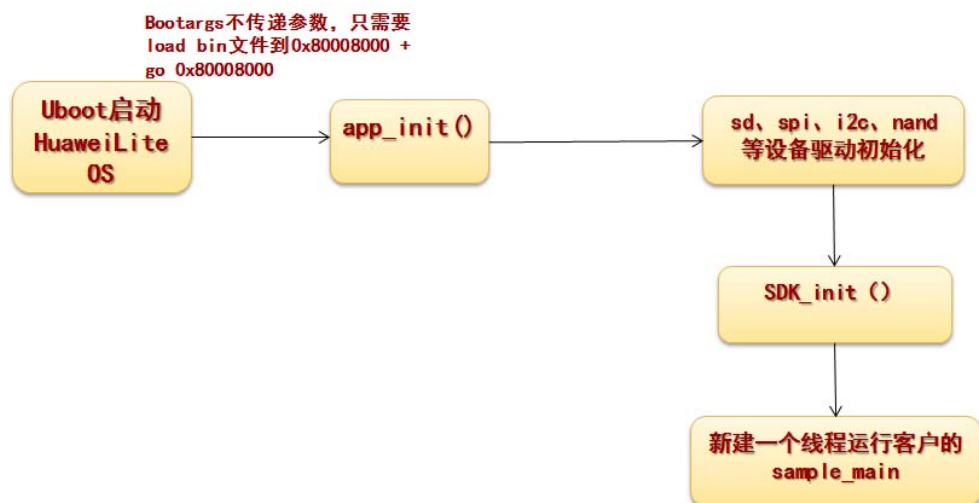 Bootargs不传递参数，只需要
load bin文件到0x80008000 +
go 0x80008000
Uboot启动
HuaweiLite
OS
app_init()
sd、spi、i2c、nand
等设备驱动初始化
SDK_init（）
新建一个线程运行客户的
sample_main